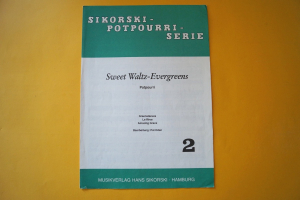 SIKORSKI -
POTPOURRI -
SERIE
Sweet Waltz-Evergreens
Potpourri
2
MUSIKVERLAG HANS SIKORSKI · HAMBURG